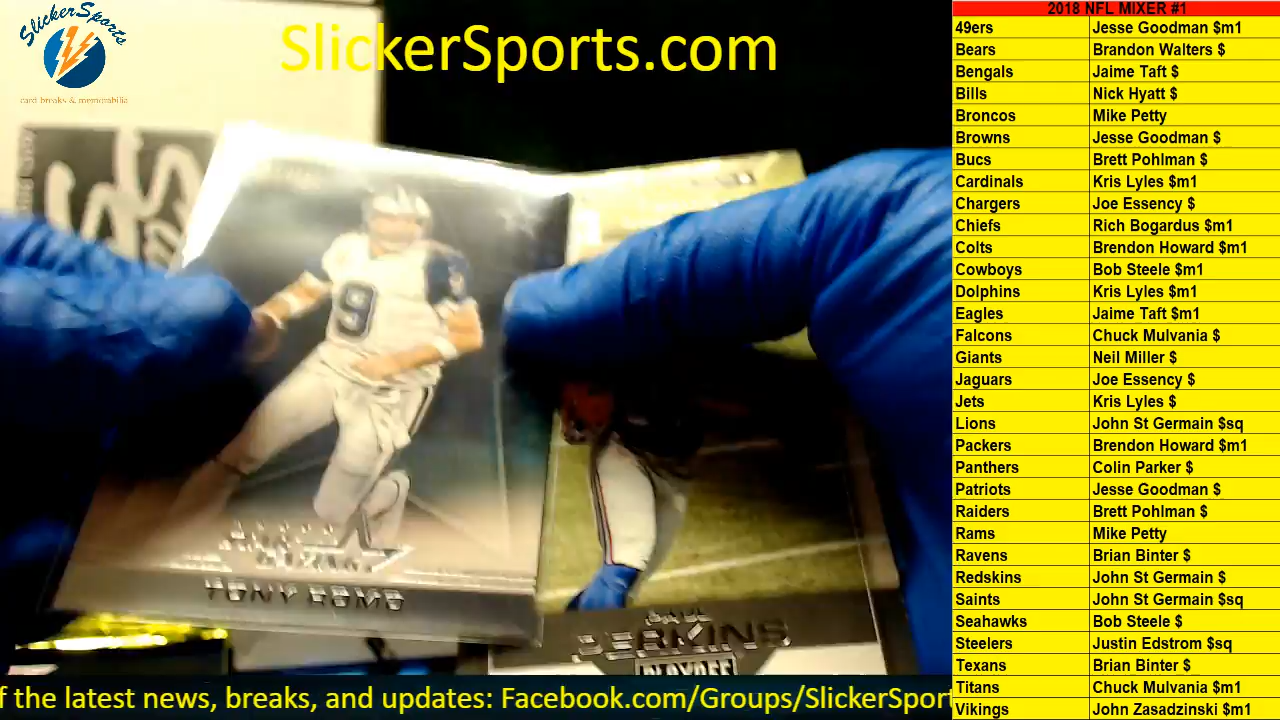 SlickerSports
card breaks & memorabilia
SlickerSports.com
9
TONY ROMO
PAUL
PERKINS
PLAYOFF
f the latest news, breaks, and updates: Facebook.com/Groups/SlickerSport
2018 NFL MIXER #1
49ers Jesse Goodman $m1
Bears Brandon Walters $
Bengals Jaime Taft $
Bills Nick Hyatt $
Broncos Mike Petty
Browns Jesse Goodman $
Bucs Brett Pohlman $
Cardinals Kris Lyles $m1
Chargers Joe Essency $
Chiefs Rich Bogardus $m1
Colts Brendon Howard $m1
Cowboys Bob Steele $m1
Dolphins Kris Lyles $m1
Eagles Jaime Taft $m1
Falcons Chuck Mulvania $
Giants Neil Miller $
Jaguars Joe Essency $
Jets Kris Lyles $
Lions John St Germain $sq
Packers Brendon Howard $m1
Panthers Colin Parker $
Patriots Jesse Goodman $
Raiders Brett Pohlman $
Rams Mike Petty
Ravens Brian Binter $
Redskins John St Germain $
Saints John St Germain $sq
Seahawks Bob Steele $
Steelers Justin Edstrom $sq
Texans Brian Binter $
Titans Chuck Mulvania $m1
Vikings John Zasadzinski $m1